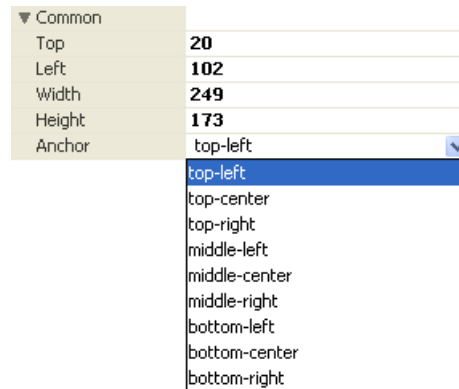 Common
Top 20
Left 102
Width 249
Height 173
Anchor top-left
top-left
top-center
top-right
middle-left
middle-center
middle-right
bottom-left
bottom-center
bottom-right